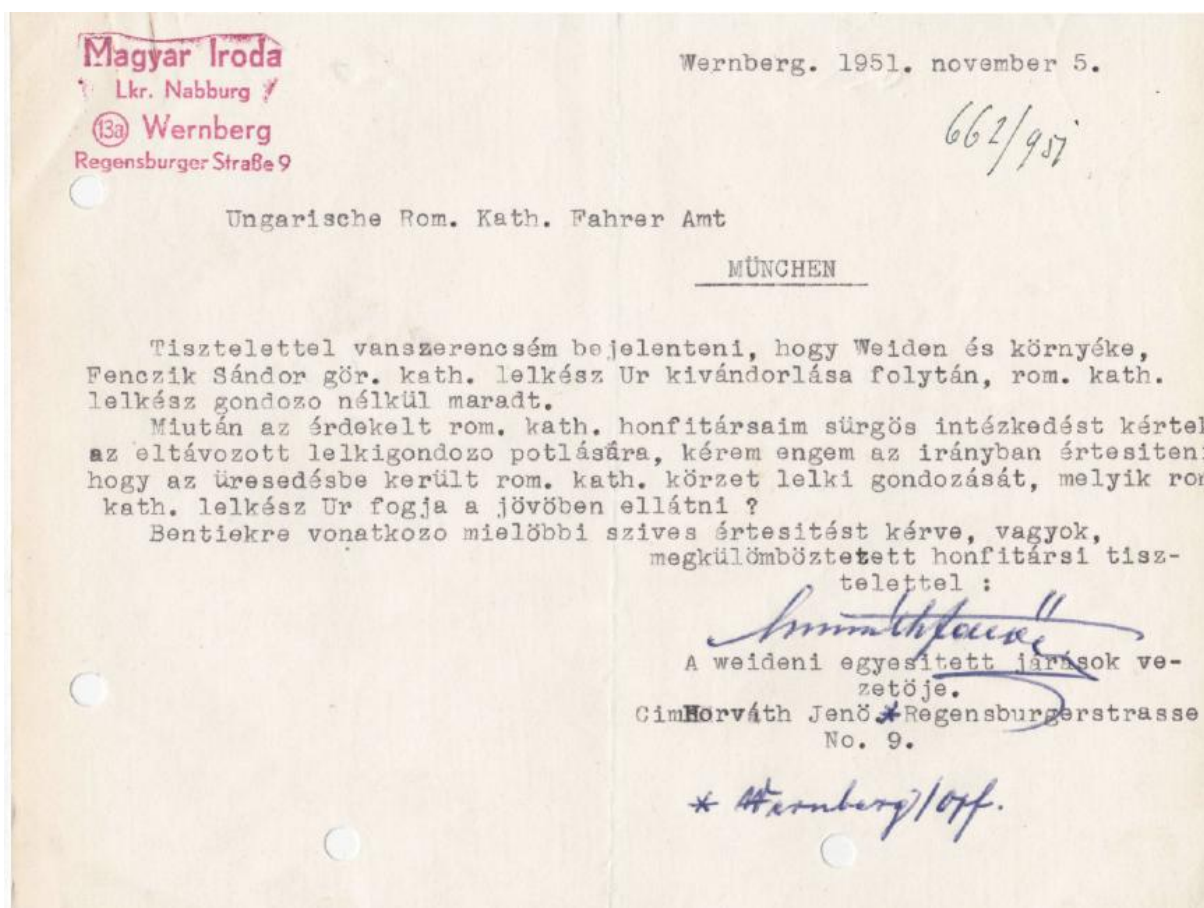 Magyar Iroda
Lkr. Nabburg
13a Wernberg
Regensburger Straße 9
Wernberg. 1951. november 5.
662/951
Ungarische Rom. Kath. Fahrer Amt
MÜNCHEN
Tisztelettel vanszerencsém bejelenteni, hogy Weiden és környéke,
Fenczik Sándor gör. kath. lelkész Ur kivándorlása folytán, rom. kath.
lelkész gondozo nélkül maradt.
Miután az érdekelt rom. kath. honfitársaim sürgös intézkedést kértek
az eltávozott lelkigondozo potlására, kérem engem az irányban értesiteni
hogy az üresedésbe került rom. kath. körzet lelki gondozását, melyik rom
kath. lelkész Ur fogja a jövöben ellátni ?
Bentiekre vonatkozo mielöbbi szives értesitést kérve, vagyok,
megkülömböztetett honfitársi tisz-
telettel :
Horváth Jenö
A weideni egyesitett járások ve-
zetöje.
Cim Horváth Jenö * Regensburgerstrasse
No. 9.
* Wernberg/Opf.